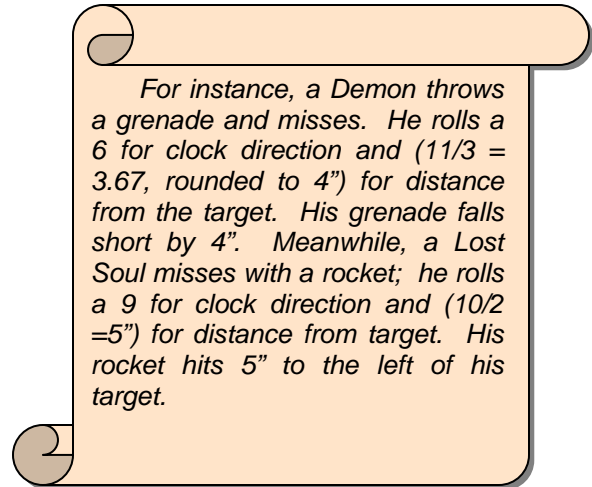 For instance, a Demon throws
a grenade and misses. He rolls a
6 for clock direction and (11/3 =
3.67, rounded to 4”) for distance
from the target. His grenade falls
short by 4”. Meanwhile, a Lost
Soul misses with a rocket; he rolls
a 9 for clock direction and (10/2
=5”) for distance from target. His
rocket hits 5” to the left of his
target.